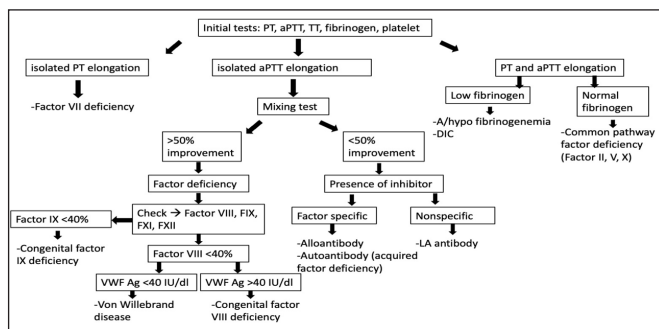 Initial tests: PT, aPTT, TT, fibrinogen, platelet
isolated PT elongation
-Factor VII deficiency
isolated aPTT elongation
Mixing test
>50%
improvement
Factor deficiency
Check → Factor VIII, FIX,
FXI, FXII
Factor IX <40%
-Congenital factor
IX deficiency
Factor VIII <40%
VWF Ag <40 IU/dl
-Von Willebrand
disease
VWF Ag >40 IU/dl
-Congenital factor
VIII deficiency
<50%
improvement
Presence of inhibitor
Factor specific
-Alloantibody
-Autoantibody (acquired
factor deficiency)
Nonspecific
-LA antibody
PT and aPTT elongation
Low fibrinogen
-A/hypo fibrinogenemia
-DIC
Normal
fibrinogen
-Common pathway
factor deficiency
(Factor II, V, X)